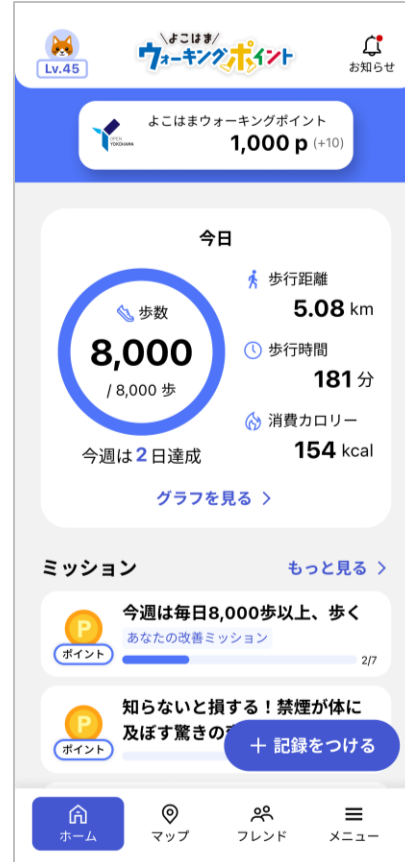 Lv.45
よこはま
ウォーキングポイント
お知らせ
OPEN
YOKOHAMA
よこはまウォーキングポイント
1,000 p (+10)
今日
歩数
8,000
/ 8,000 歩
今週は2日達成
歩行距離
5.08 km
歩行時間
181 分
消費カロリー
154 kcal
グラフを見る
ミッション
もっと見る
P
ポイント
今週は毎日8,000歩以上、歩く
あなたの改善ミッション
2/7
P
ポイント
知らないと損する！禁煙が体に
及ぼす驚きの
＋ 記録をつける
ホーム
マップ
フレンド
メニュー